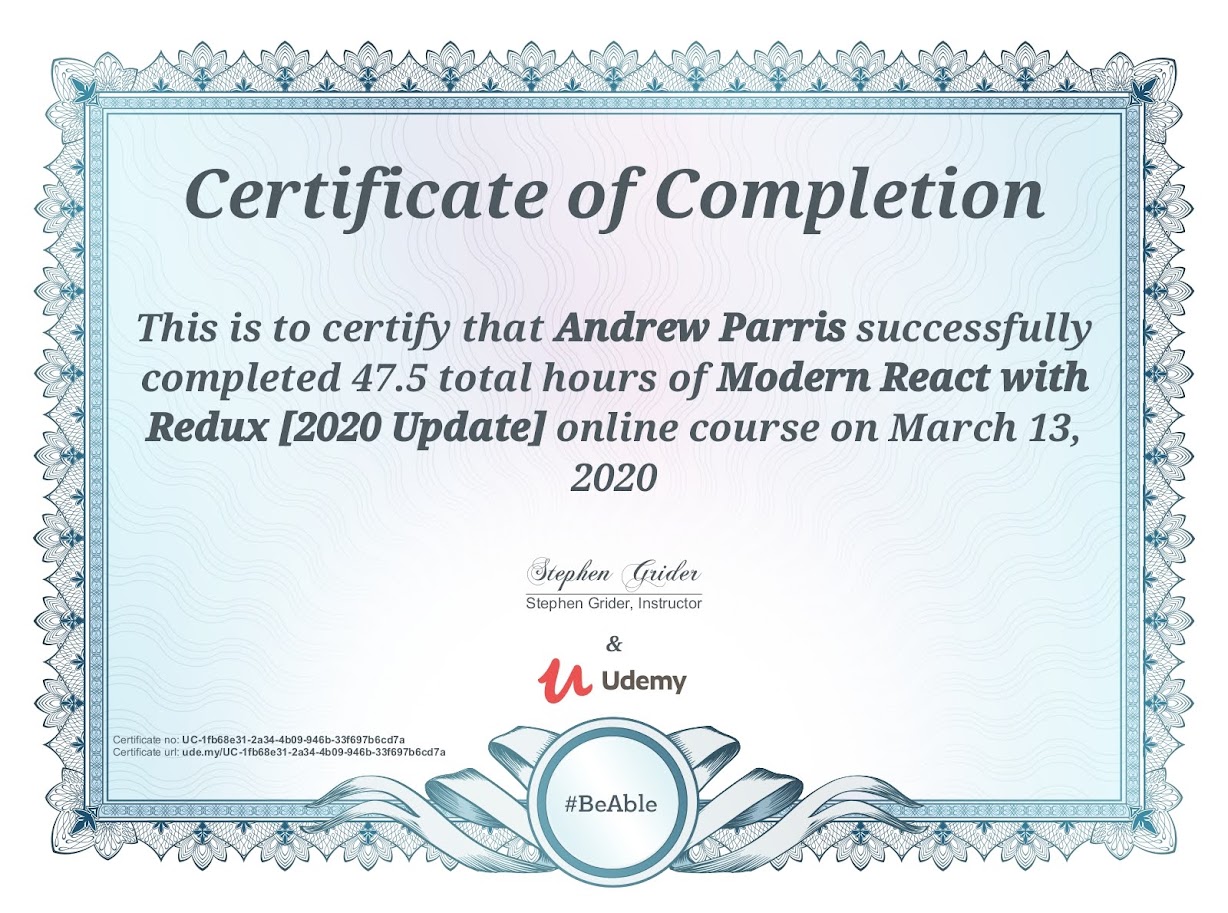 Certificate of Completion
This is to certify that Andrew Parris successfully
completed 47.5 total hours of Modern React with
Redux [2020 Update] online course on March 13,
2020
Stephen Grider
Stephen Grider, Instructor
&
Udemy
Certificate no: UC-1fb68e31-2a34-4b09-946b-33f697b6cd7a
Certificate url: ude.my/UC-1fb68e31-2a34-4b09-946b-33f697b6cd7a
#BeAble